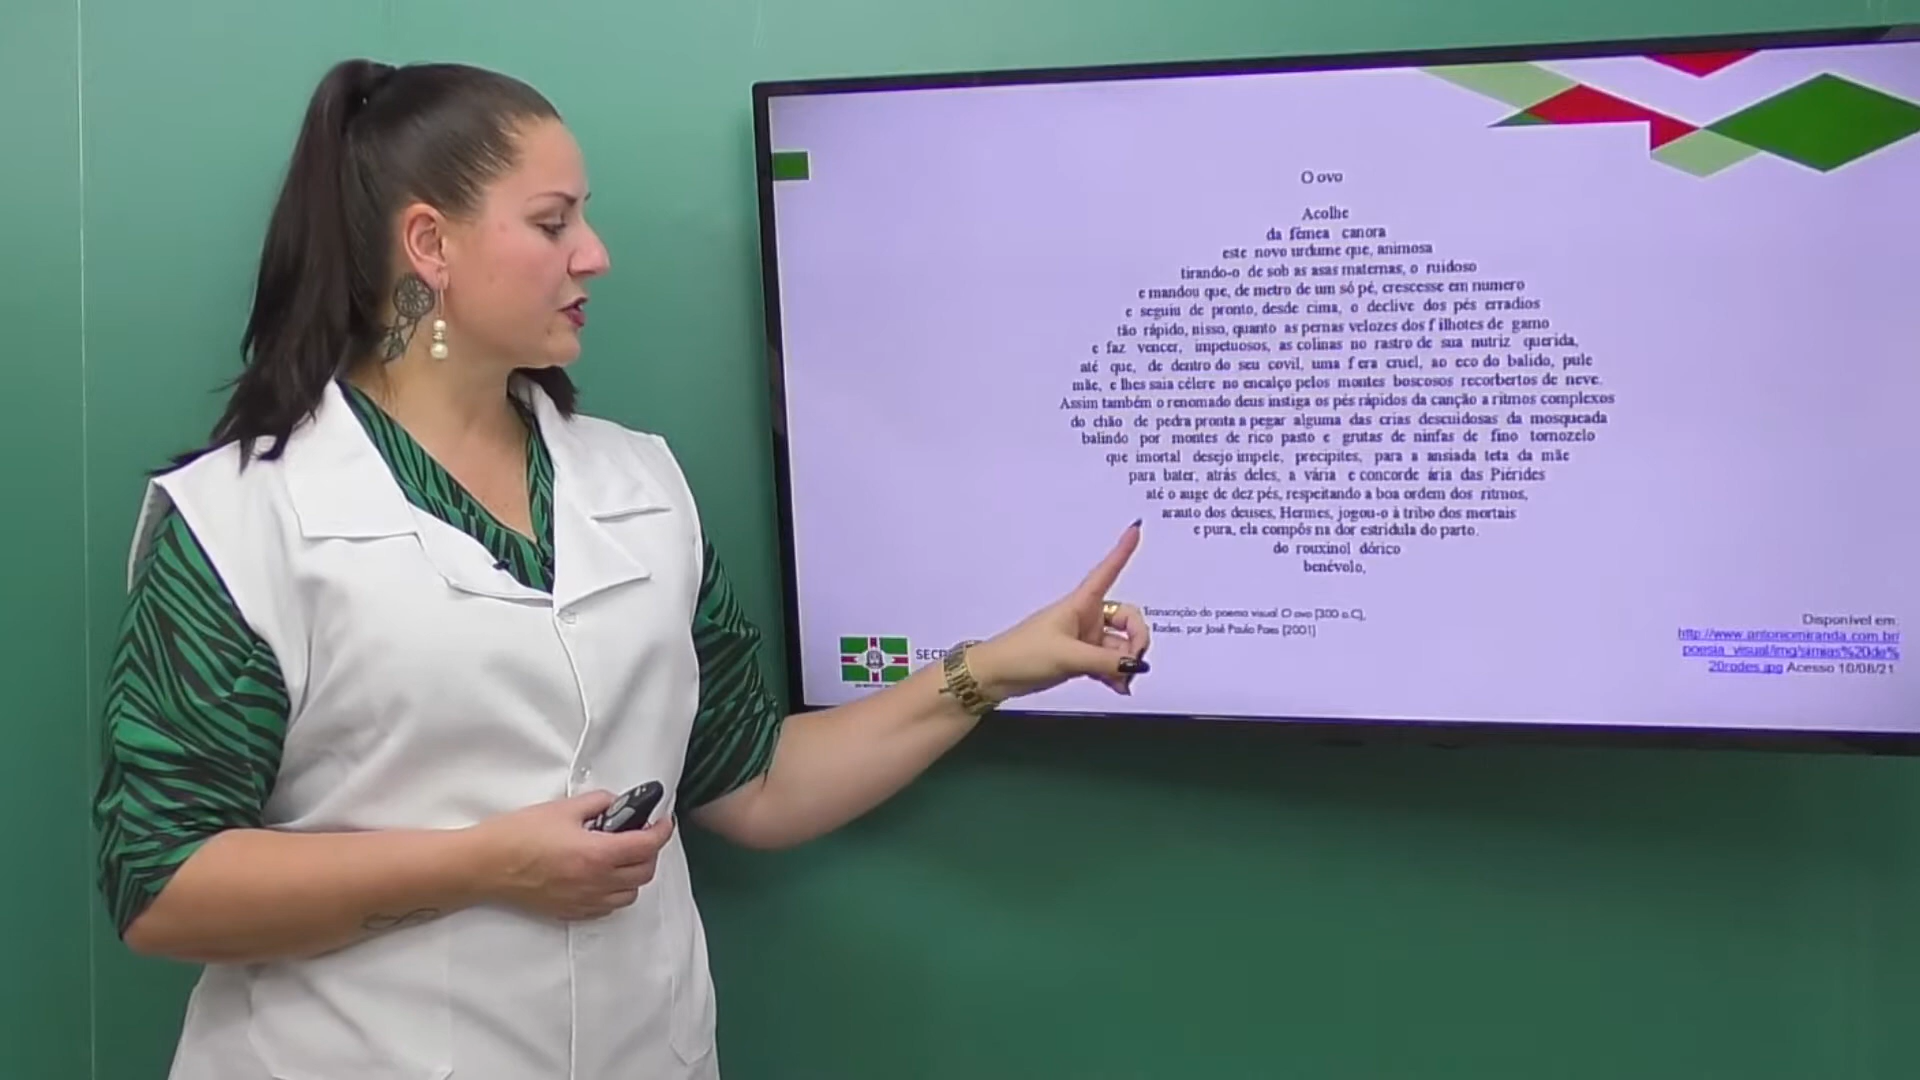 O ovo
Acolhe
da fêmea canora
este novo urdume que, animosa
tirando-o de sob as asas maternas, o ruidoso
e mandou que, de metro de um só pé, crescesse em numero
e seguiu de pronto, desde cima, o declive dos pés erradios
tão rápido, nisso, quanto as pernas velozes dos f ilhotes de gamo
e faz vencer, impetuosos, as colinas no rastro de sua nutriz querida,
até que, de dentro do seu covil, uma f era cruel, ao eco do balido, pule
mãe, e lhes saia célere no encalço pelos montes boscosos recorbertos de neve.
Assim também o renomado deus instiga os pés rápidos da canção a ritmos complexos
do chão de pedra pronta a pegar alguma das crias descuidosas da mosqueada
balindo por montes de rico pasto e grutas de ninfas de fino tornozelo
que imortal desejo impele, precipites, para a ansiada teta da mãe
para bater, atrás deles, a vária e concorde ária das Piérides
até o auge de dez pés, respeitando a boa ordem dos ritmos,
arauto dos deuses, Hermes, jogou-o à tribo dos mortais
e pura, ela compôs na dor estridula do parto.
do rouxinol dórico
benévolo,
Transcrição do poema visual O ovo [300 a.C],
Rodes. por José Paulo Paes [2001]
SECR
Disponível em:
http://www.antoniomiranda.com.br/
poesia_visual/img/simias%20de%
20rodes.jpg Acesso 10/08/21